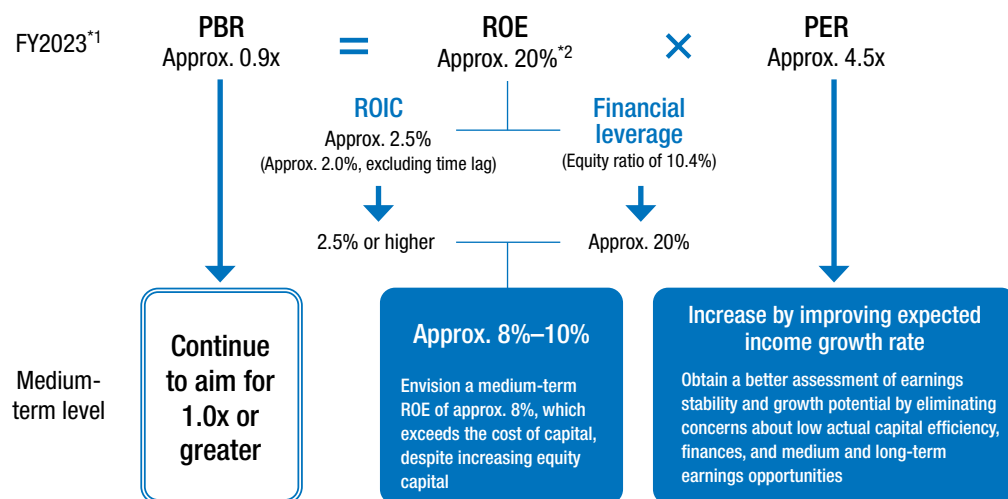 FY2023*1
PBR
Approx. 0.9x
=
ROE
Approx. 20%*2
×
PER
Approx. 4.5x
ROIC
Approx. 2.5%
(Approx. 2.0%, excluding time lag)
Financial
leverage
(Equity ratio of 10.4%)
2.5% or higher
Approx. 20%
Medium-
term level
Continue
to aim for
1.0x or
greater
Approx. 8%–10%
Envision a medium-term
ROE of approx. 8%, which
exceeds the cost of capital,
despite increasing equity
capital
Increase by improving expected
income growth rate
Obtain a better assessment of earnings
stability and growth potential by eliminating
concerns about low actual capital efficiency,
finances, and medium and long-term
earnings opportunities